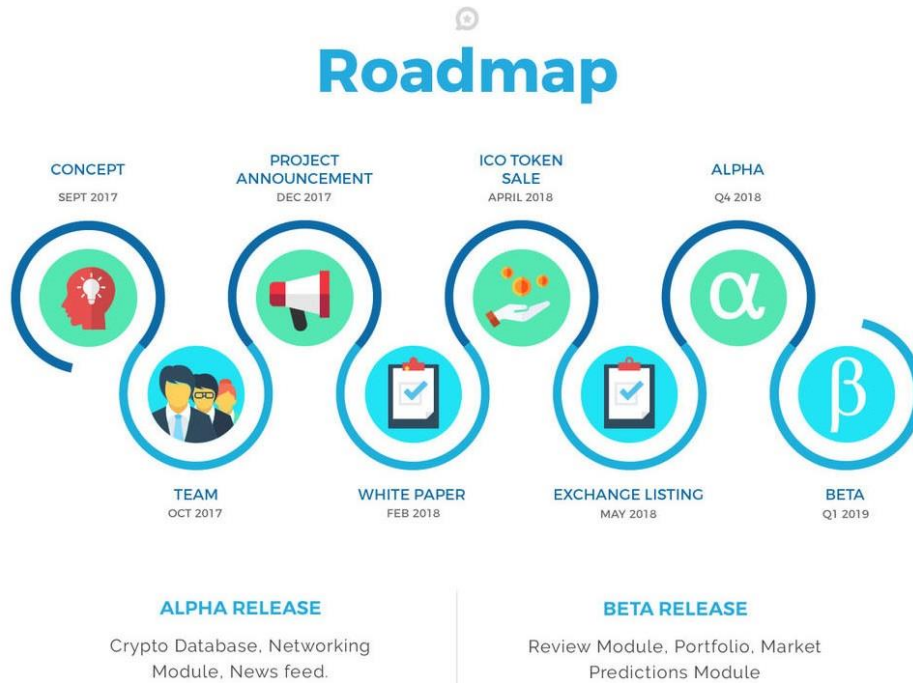 Roadmap
CONCEPT
SEPT 2017
PROJECT
ANNOUNCEMENT
DEC 2017
ICO TOKEN
SALE
APRIL 2018
ALPHA
Q4 2018
α
β
TEAM
OCT 2017
WHITE PAPER
FEB 2018
EXCHANGE LISTING
MAY 2018
BETA
Q1 2019
ALPHA RELEASE
Crypto Database, Networking
Module, News feed.
BETA RELEASE
Review Module, Portfolio, Market
Predictions Module